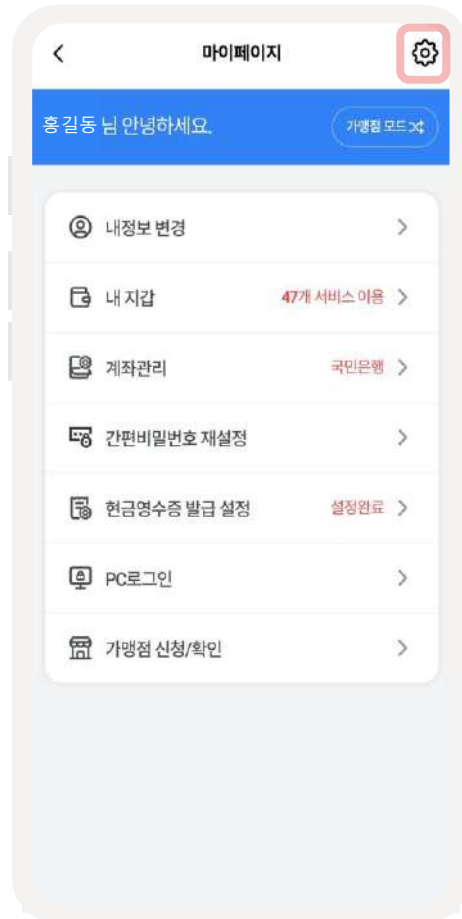 마이페이지
홍길동 님 안녕하세요.
가맹점 모드
내정보 변경
내 지갑 47개 서비스 이용
계좌관리 국민은행
간편비밀번호 재설정
현금영수증 발급 설정 설정완료
PC로그인
가맹점 신청/확인